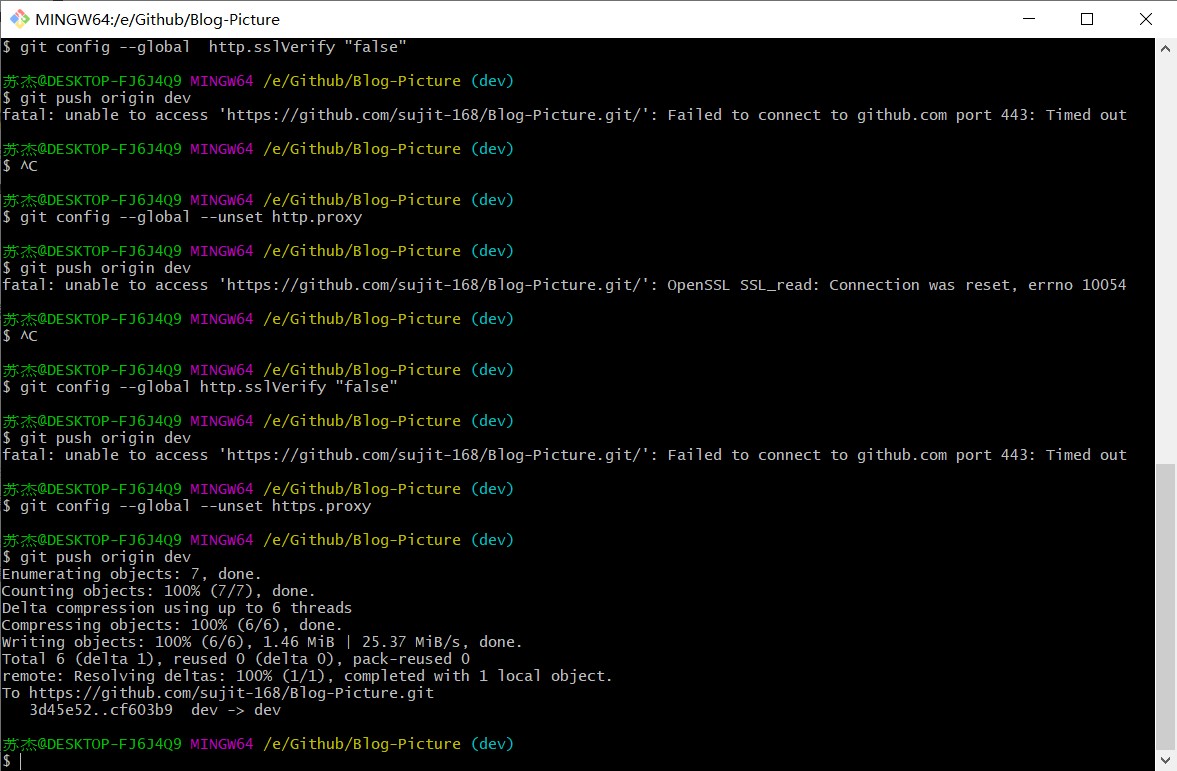 MINGW64:/e/Github/Blog-Picture
$ git config --global  http.sslVerify "false"
苏杰@DESKTOP-FJ6J4Q9 MINGW64 /e/Github/Blog-Picture (dev)
$ git push origin dev
fatal: unable to access 'https://github.com/sujit-168/Blog-Picture.git/': Failed to connect to github.com port 443: Timed out
苏杰@DESKTOP-FJ6J4Q9 MINGW64 /e/Github/Blog-Picture (dev)
$ ^C
苏杰@DESKTOP-FJ6J4Q9 MINGW64 /e/Github/Blog-Picture (dev)
$ git config --global --unset http.proxy
苏杰@DESKTOP-FJ6J4Q9 MINGW64 /e/Github/Blog-Picture (dev)
$ git push origin dev
fatal: unable to access 'https://github.com/sujit-168/Blog-Picture.git/': OpenSSL SSL_read: Connection was reset, errno 10054
苏杰@DESKTOP-FJ6J4Q9 MINGW64 /e/Github/Blog-Picture (dev)
$ ^C
苏杰@DESKTOP-FJ6J4Q9 MINGW64 /e/Github/Blog-Picture (dev)
$ git config --global http.sslVerify "false"
苏杰@DESKTOP-FJ6J4Q9 MINGW64 /e/Github/Blog-Picture (dev)
$ git push origin dev
fatal: unable to access 'https://github.com/sujit-168/Blog-Picture.git/': Failed to connect to github.com port 443: Timed out
苏杰@DESKTOP-FJ6J4Q9 MINGW64 /e/Github/Blog-Picture (dev)
$ git config --global --unset https.proxy
苏杰@DESKTOP-FJ6J4Q9 MINGW64 /e/Github/Blog-Picture (dev)
$ git push origin dev
Enumerating objects: 7, done.
Counting objects: 100% (7/7), done.
Delta compression using up to 6 threads
Compressing objects: 100% (6/6), done.
Writing objects: 100% (6/6), 1.46 MiB | 25.37 MiB/s, done.
Total 6 (delta 1), reused 0 (delta 0), pack-reused 0
remote: Resolving deltas: 100% (1/1), completed with 1 local object.
To https://github.com/sujit-168/Blog-Picture.git
   3d45e52..cf603b9  dev -> dev
苏杰@DESKTOP-FJ6J4Q9 MINGW64 /e/Github/Blog-Picture (dev)
$